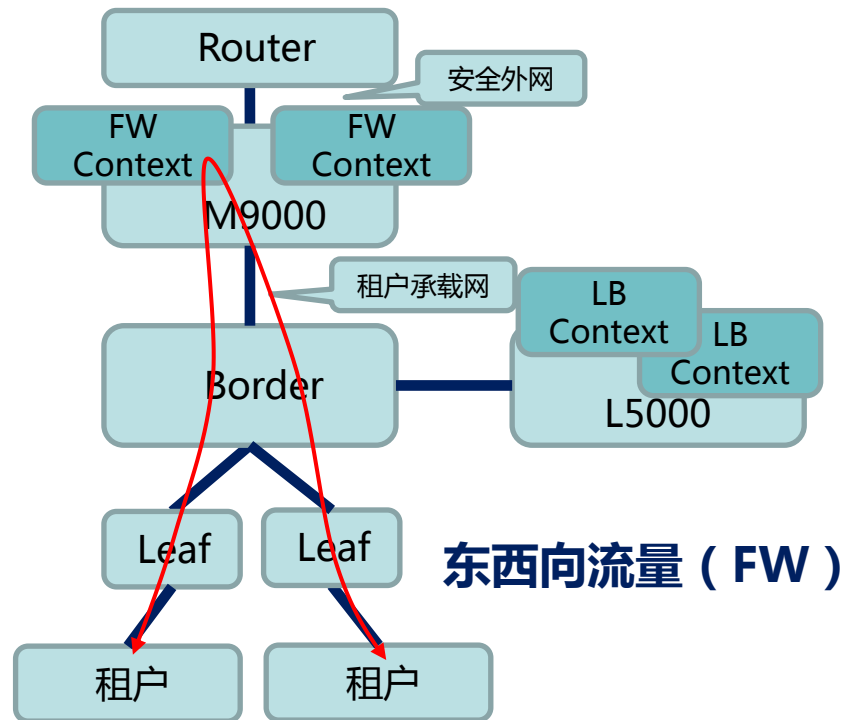 Router
安全外网
FW
Context
FW
Context
M9000
租户承载网
LB
Context
LB
Context
Border
L5000
Leaf
Leaf
东西向流量（FW）
租户
租户